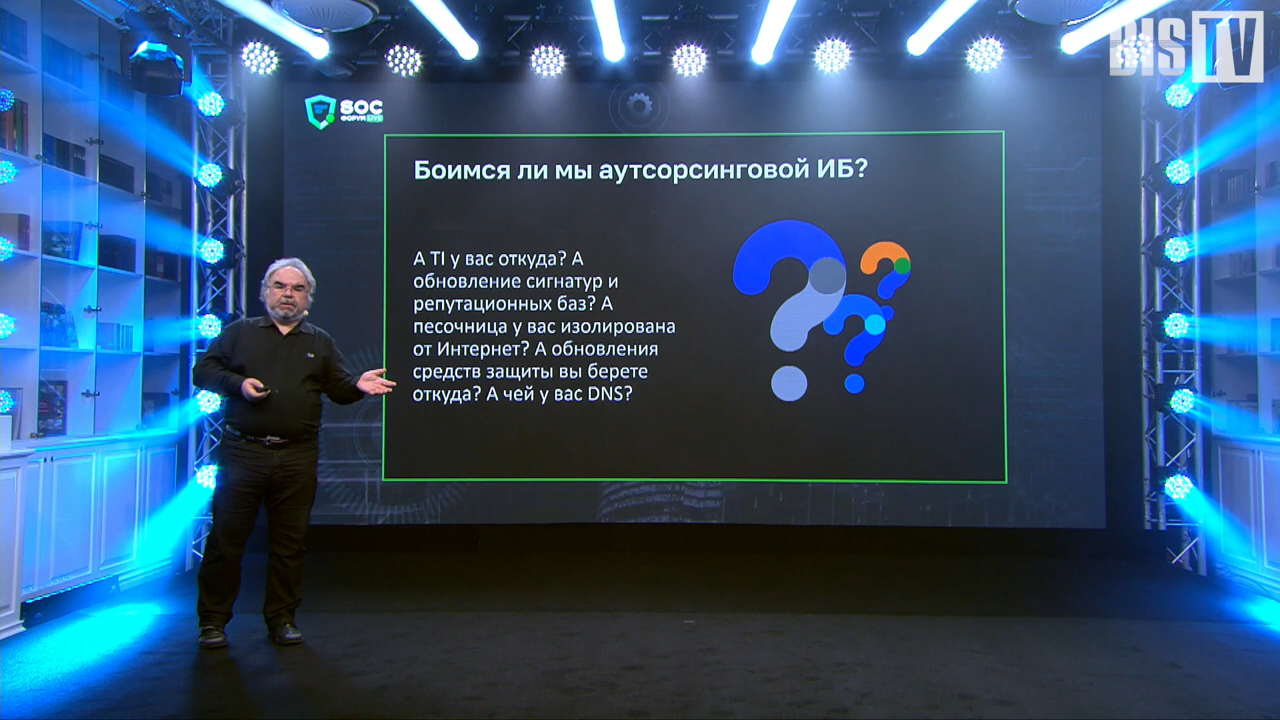 BIS TV
SOC
ФОРУМ LIVE
Боимся ли мы аутсорсинговой ИБ?
А TI у вас откуда? А
обновление сигнатур и
репутационных баз? А
песочница у вас изолирована
от Интернет? А обновления
средств защиты вы берете
откуда? А чей у вас DNS?